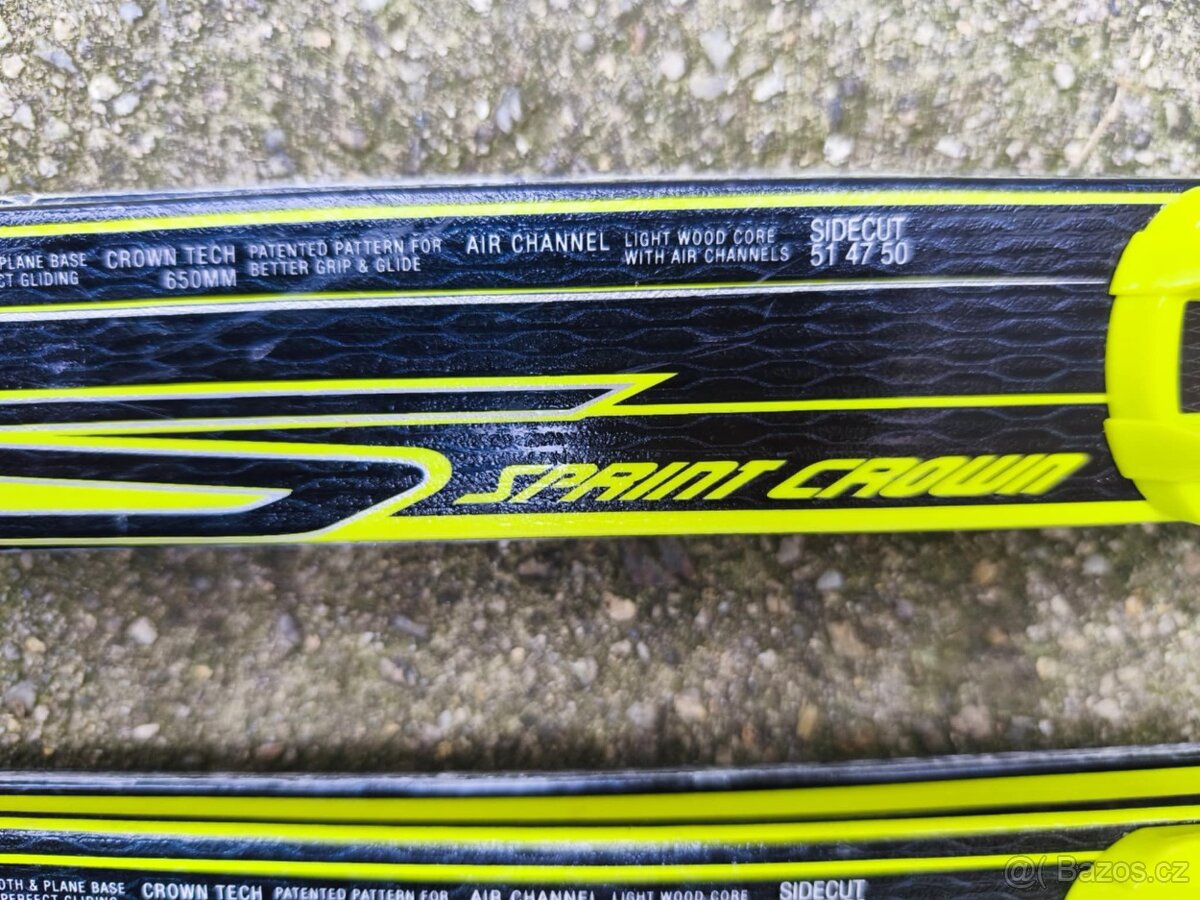 PLANE BASE CROWN TECH PATENTED PATTERN FOR AIR CHANNEL LIGHT WOOD CORE SIDECUT
CT GLIDING 650MM BETTER GRIP & GLIDE WITH AIR CHANNELS 51 47 50
SPRINT CROWN
OTH & PLANE BASE CROWN TECH PATENTED PATTERN FOR AIR CHANNEL LIGHT WOOD CORE SIDECUT
PERFECT GLIDING
Bazos.cz